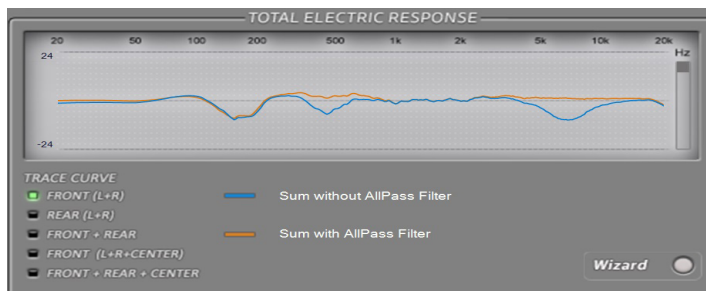 TOTAL ELECTRIC RESPONSE
20 50 100 200 500 1k 2k 5k 10k 20k
24 Hz
-24
TRACE CURVE
FRONT (L+R) Sum without AllPass Filter
REAR (L+R)
FRONT + REAR Sum with AllPass Filter
FRONT (L+R+CENTER)
FRONT + REAR + CENTER
Wizard